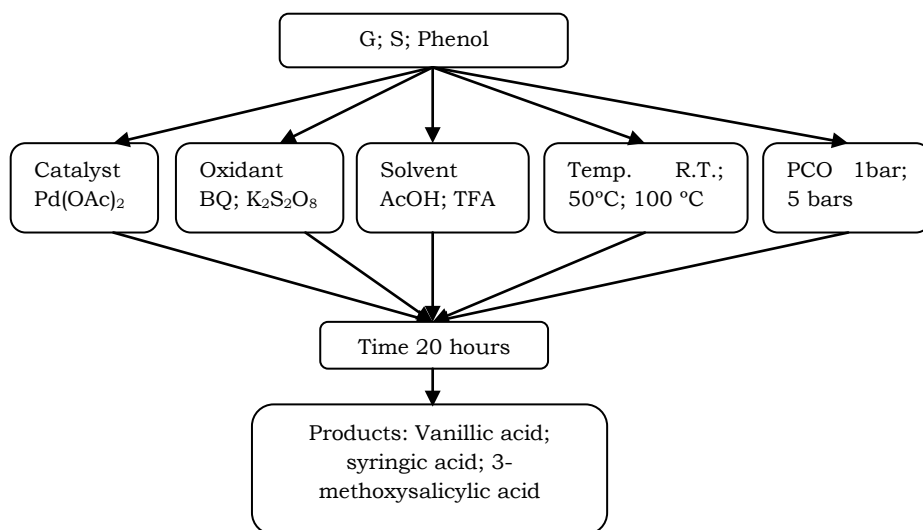 G; S; Phenol
Catalyst
Pd(OAc)₂
Oxidant
BQ; K₂S₂O₈
Solvent
AcOH; TFA
Temp. R.T.;
50ºC; 100 ºC
PCO 1bar;
5 bars
Time 20 hours
Products: Vanillic acid;
syringic acid; 3-
methoxysalicylic acid